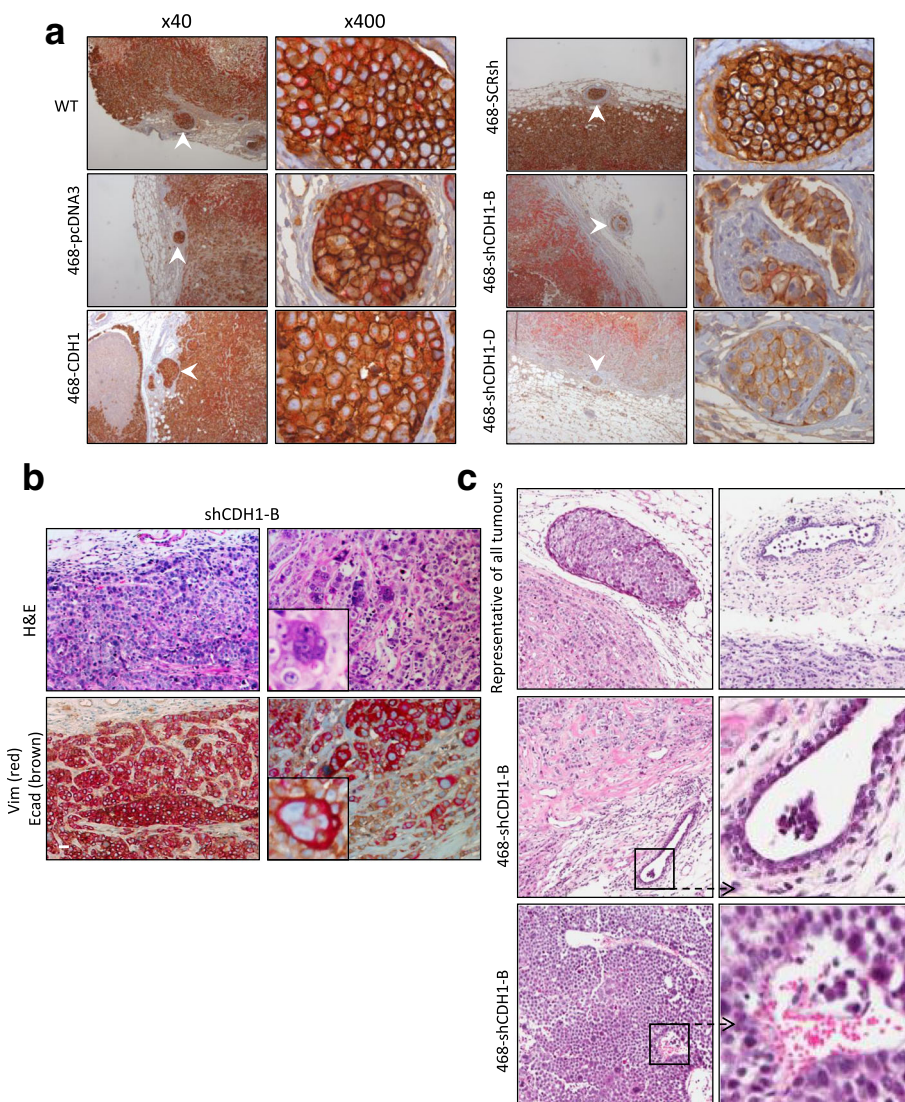 a
x40
x400
WT
468-pcDNA3
468-CDH1
468-SCRsh
468-shCDH1-B
468-shCDH1-D
b
shCDH1-B
H&E
Vim (red)
Ecad (brown)
c
Representative of all tumours
468-shCDH1-B
468-shCDH1-B